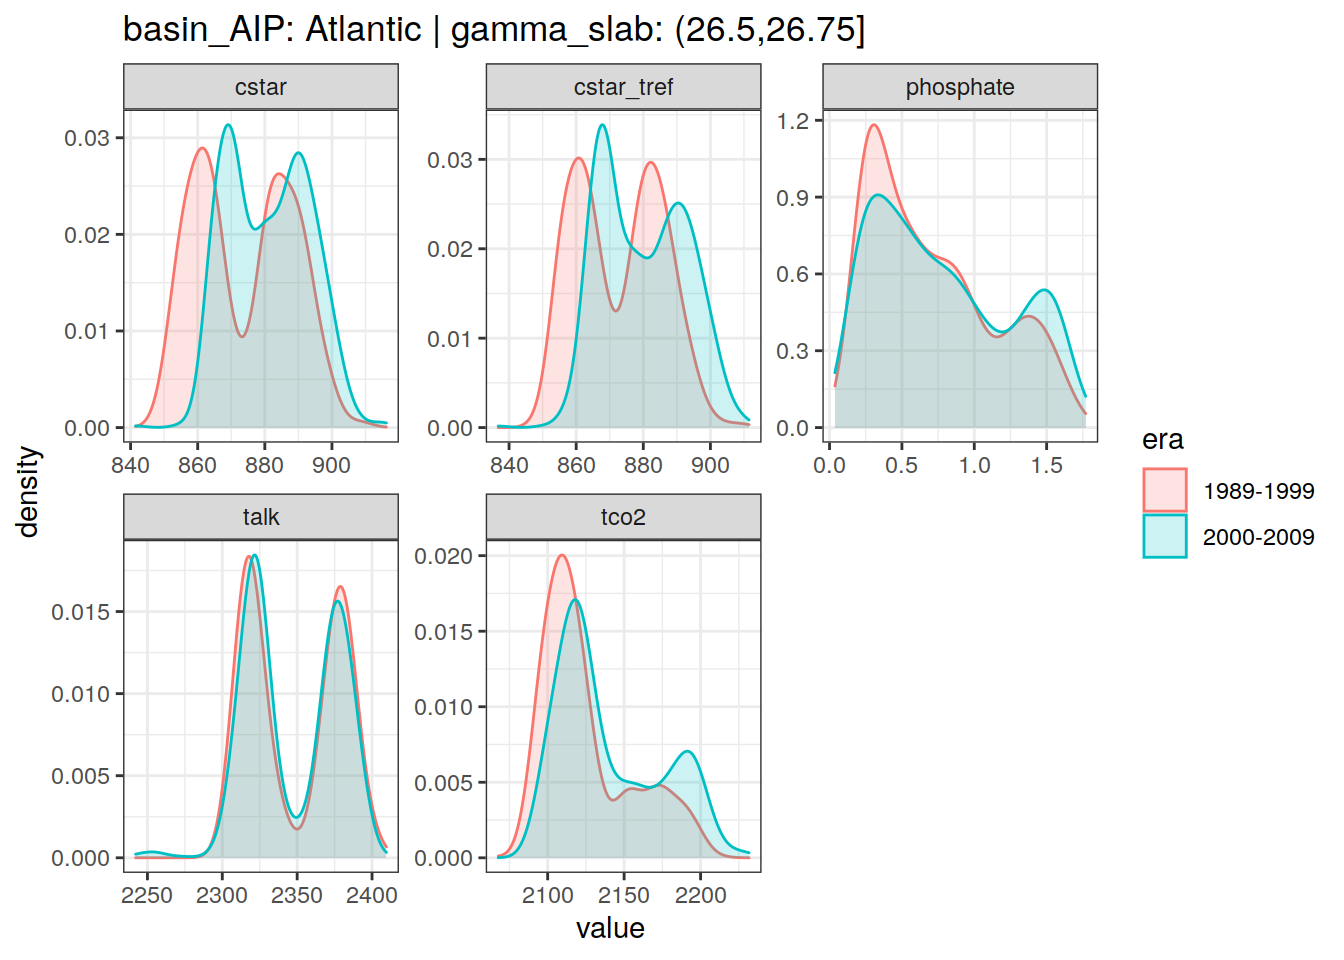 basin_AIP: Atlantic | gamma_slab: (26.5,26.75]
cstar
cstar_tref
phosphate
0.03
0.02
0.01
0.00
0.03
0.02
0.01
0.00
1.2
0.9
0.6
0.3
0.0
840 860 880 900
840 860 880 900
0.0 0.5 1.0 1.5
density
talk
tco2
0.015
0.010
0.005
0.000
0.020
0.015
0.010
0.005
0.000
2250 2300 2350 2400
2100 2150 2200
value
era
1989-1999
2000-2009